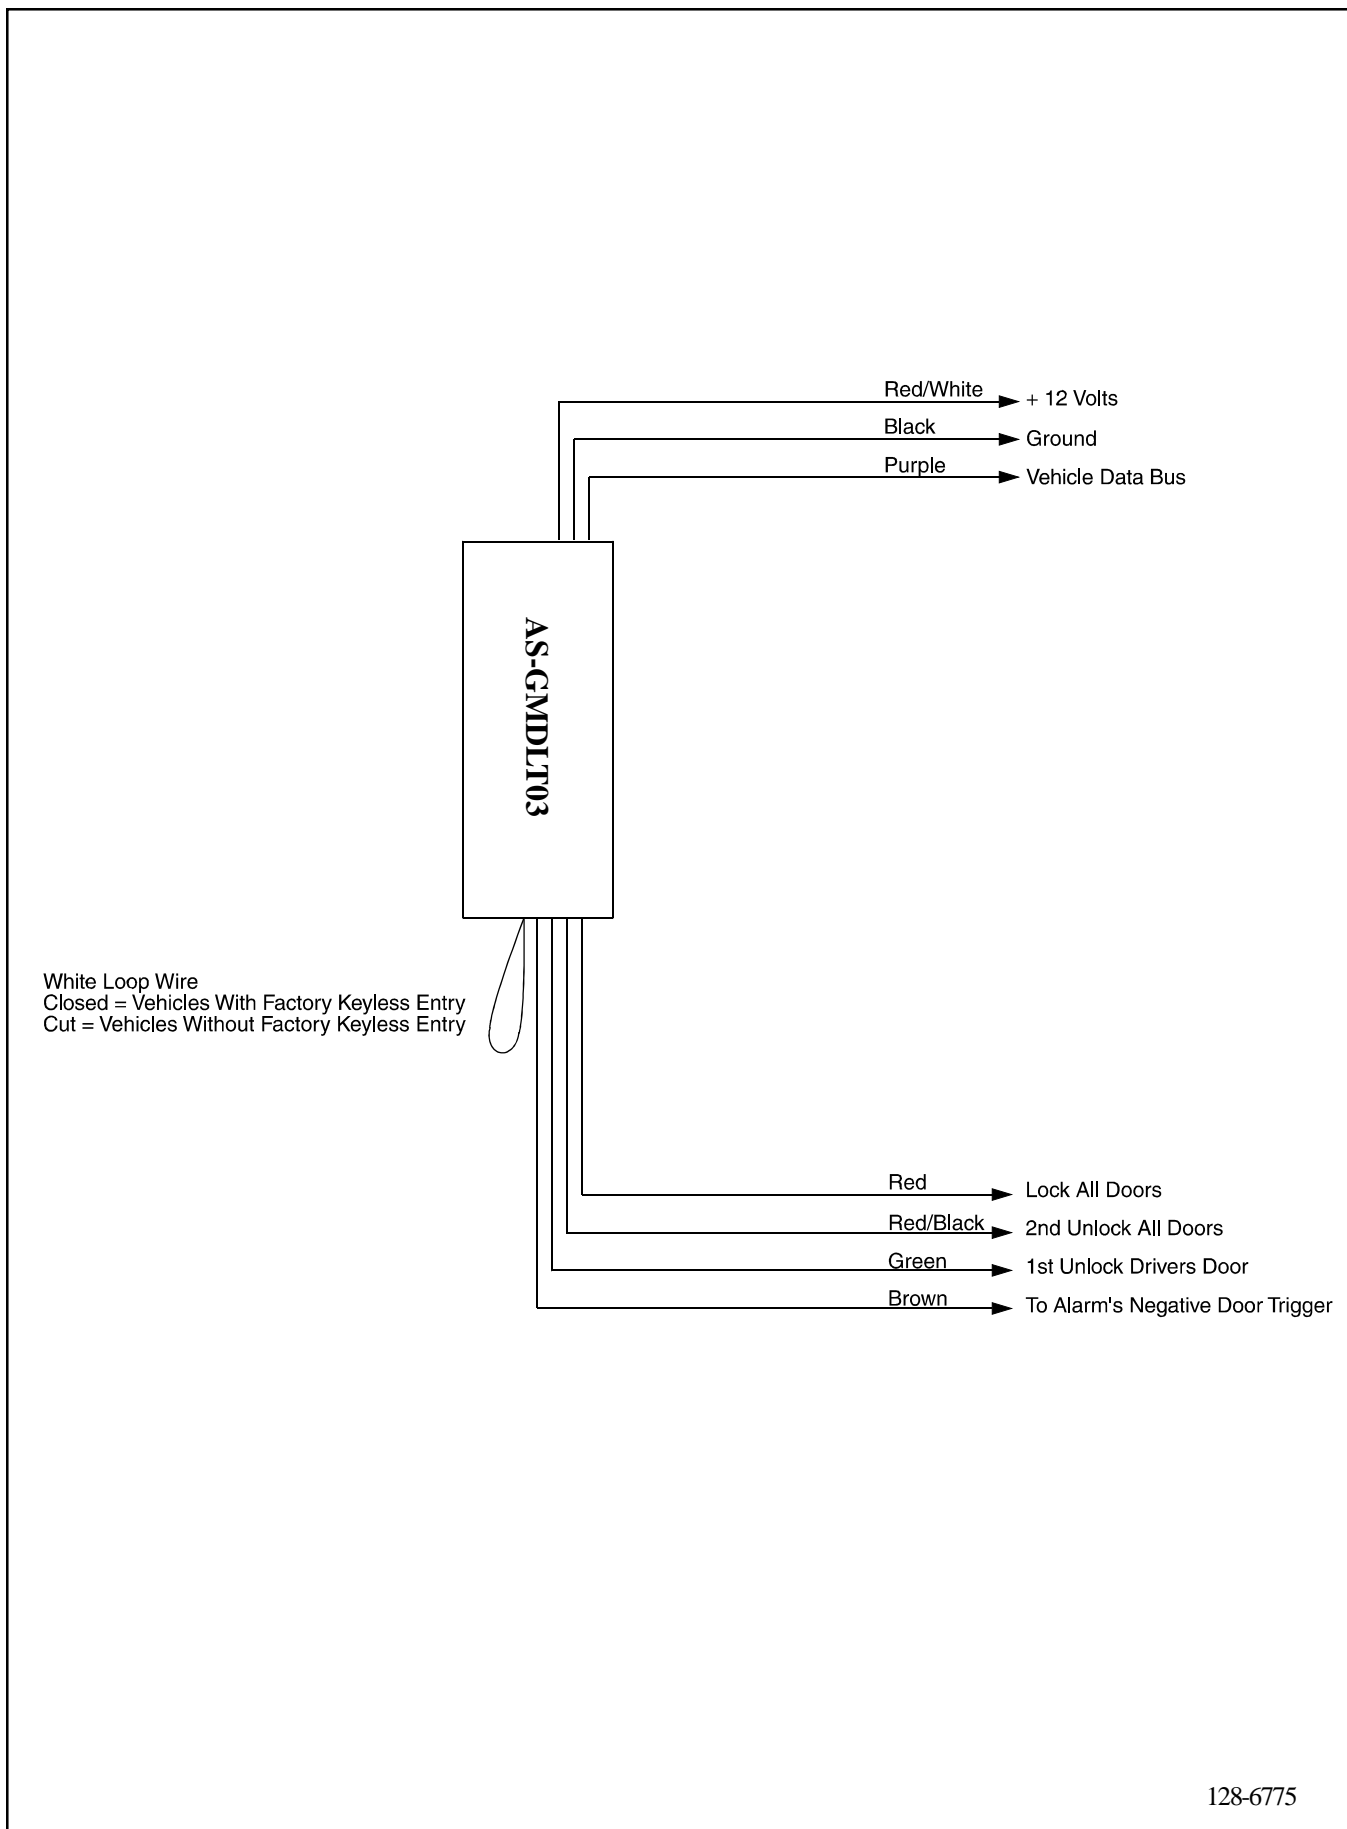 Red/White
+ 12 Volts
Black
Ground
Purple
Vehicle Data Bus
AS-GMDLT03
White Loop Wire
Closed = Vehicles With Factory Keyless Entry
Cut = Vehicles Without Factory Keyless Entry
Red
Lock All Doors
Red/Black
2nd Unlock All Doors
Green
1st Unlock Drivers Door
Brown
To Alarm's Negative Door Trigger
128-6775